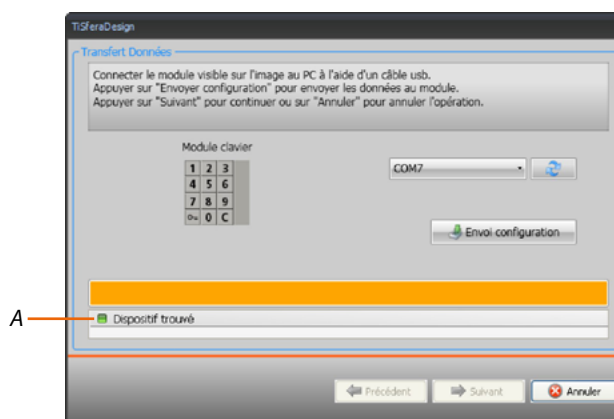 TiSferaDesign
Transfert Données
Connecter le module visible sur l'image au PC à l'aide d'un câble usb.
Appuyer sur "Envoyer configuration" pour envoyer les données au module.
Appuyer sur "Suivant" pour continuer ou sur "Annuler" pour annuler l'opération.
Module clavier
1 2 3
4 5 6
7 8 9
0 C
COM7
Envoi configuration
A
Dispositif trouvé
Précédent
Suivant
Annuler